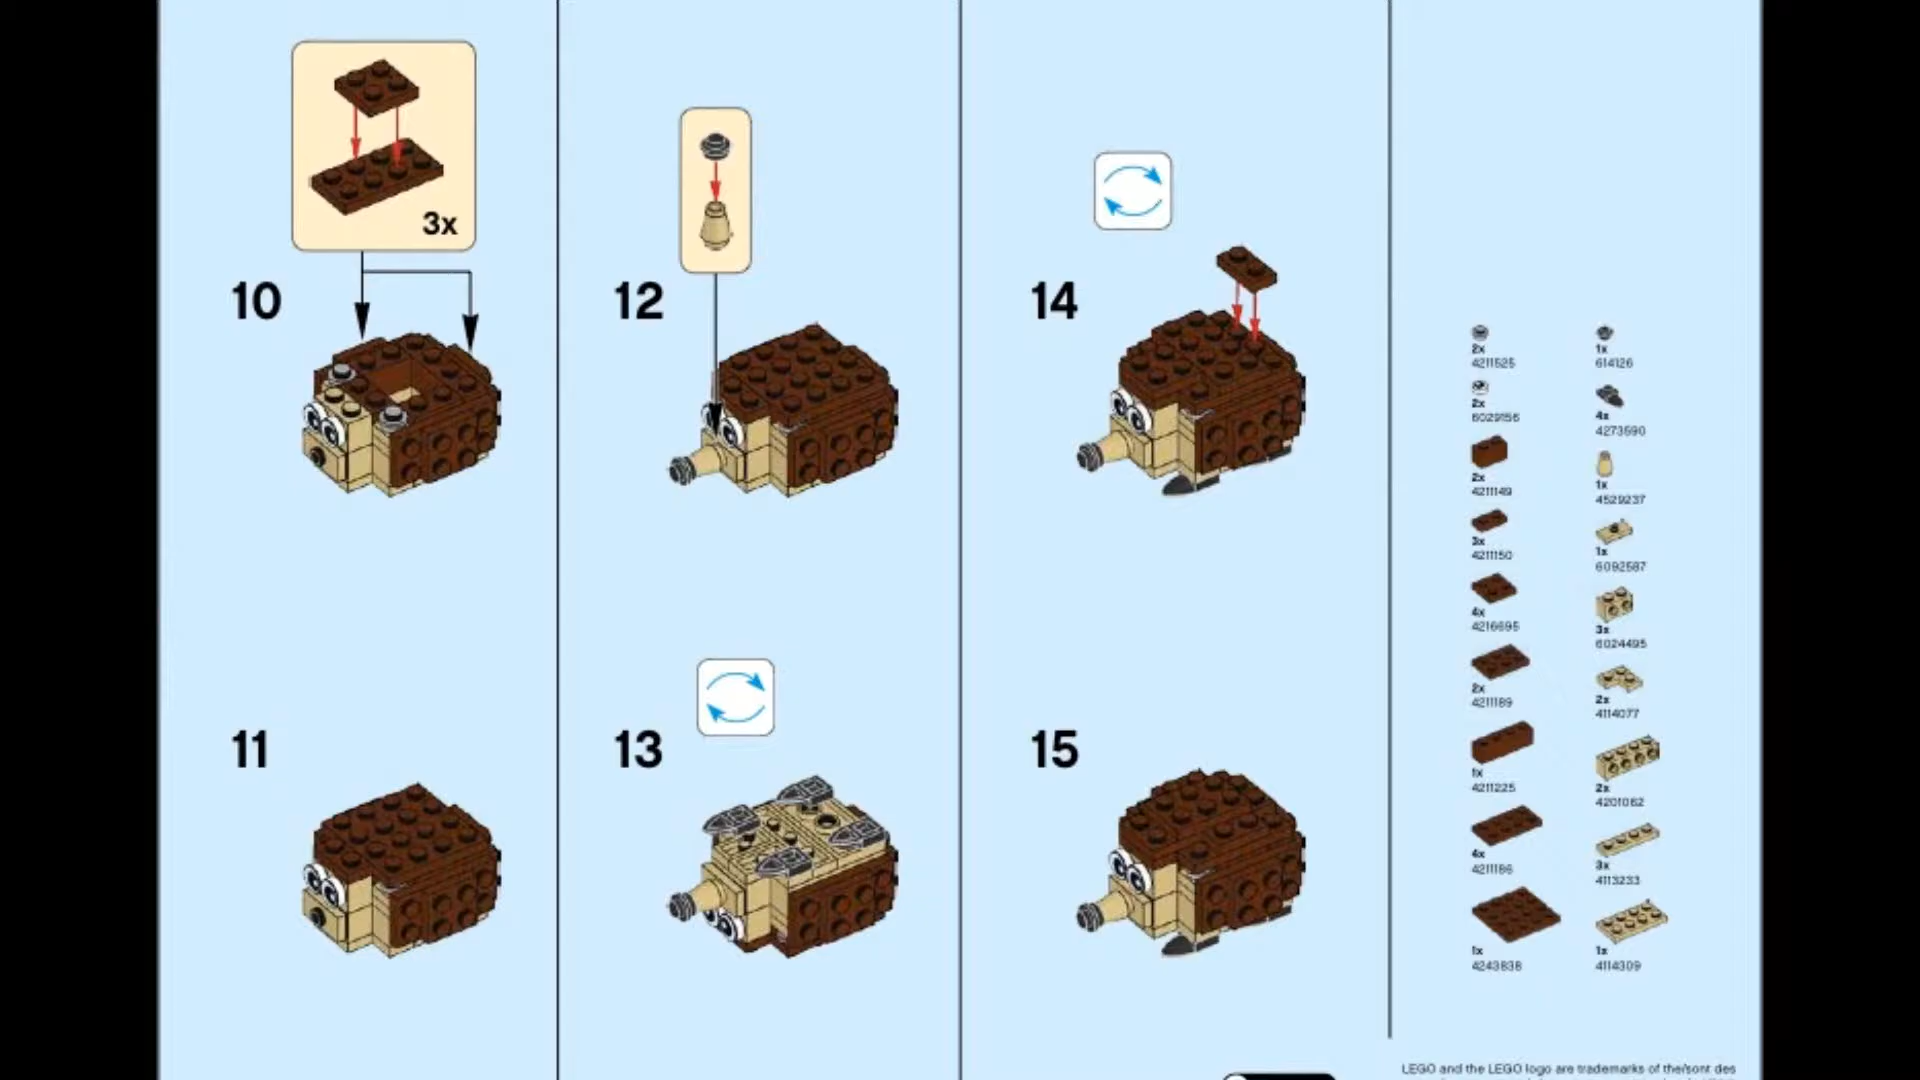 3x
10
12
14
11
13
15
2x
4211525
2x
6029156
2x
4211149
3x
4211150
4x
4216695
2x
4211189
1x
4211225
4x
4211186
1x
4243838
1x
614126
4x
4273590
1x
4529237
1x
6092587
3x
6024495
2x
4114077
2x
4201062
3x
4113233
1x
4114309
LEGO and the LEGO logo are trademarks of the/sont des